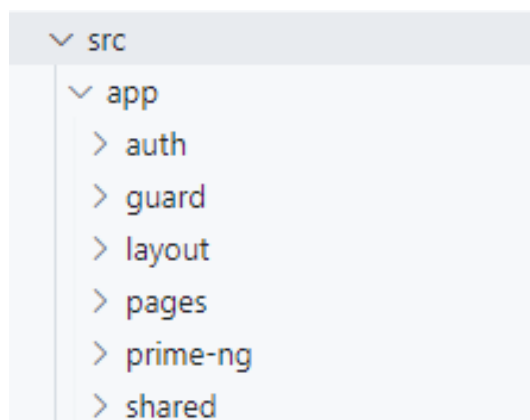 src
app
auth
guard
layout
pages
prime-ng
shared